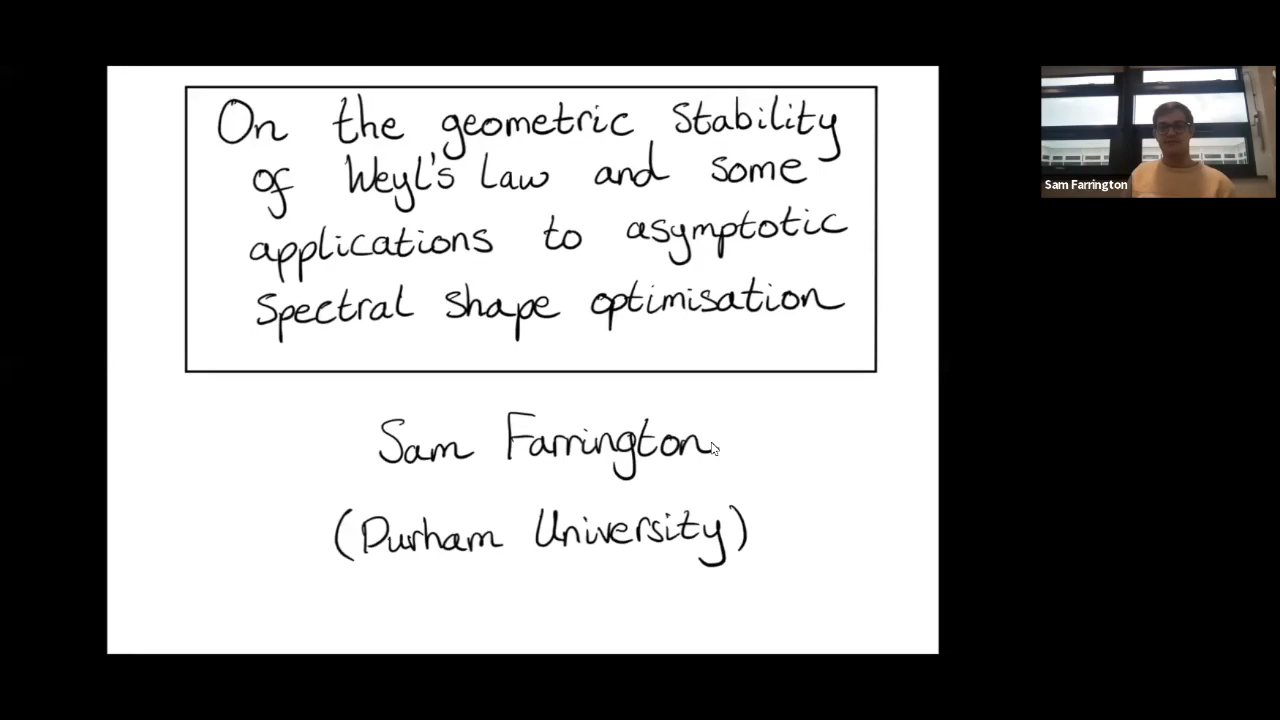 On the geometric stability
of Weyl's Law and some
applications to asymptotic
spectral shape optimisation
Sam Farrington
(Durham University)
Sam Farrington